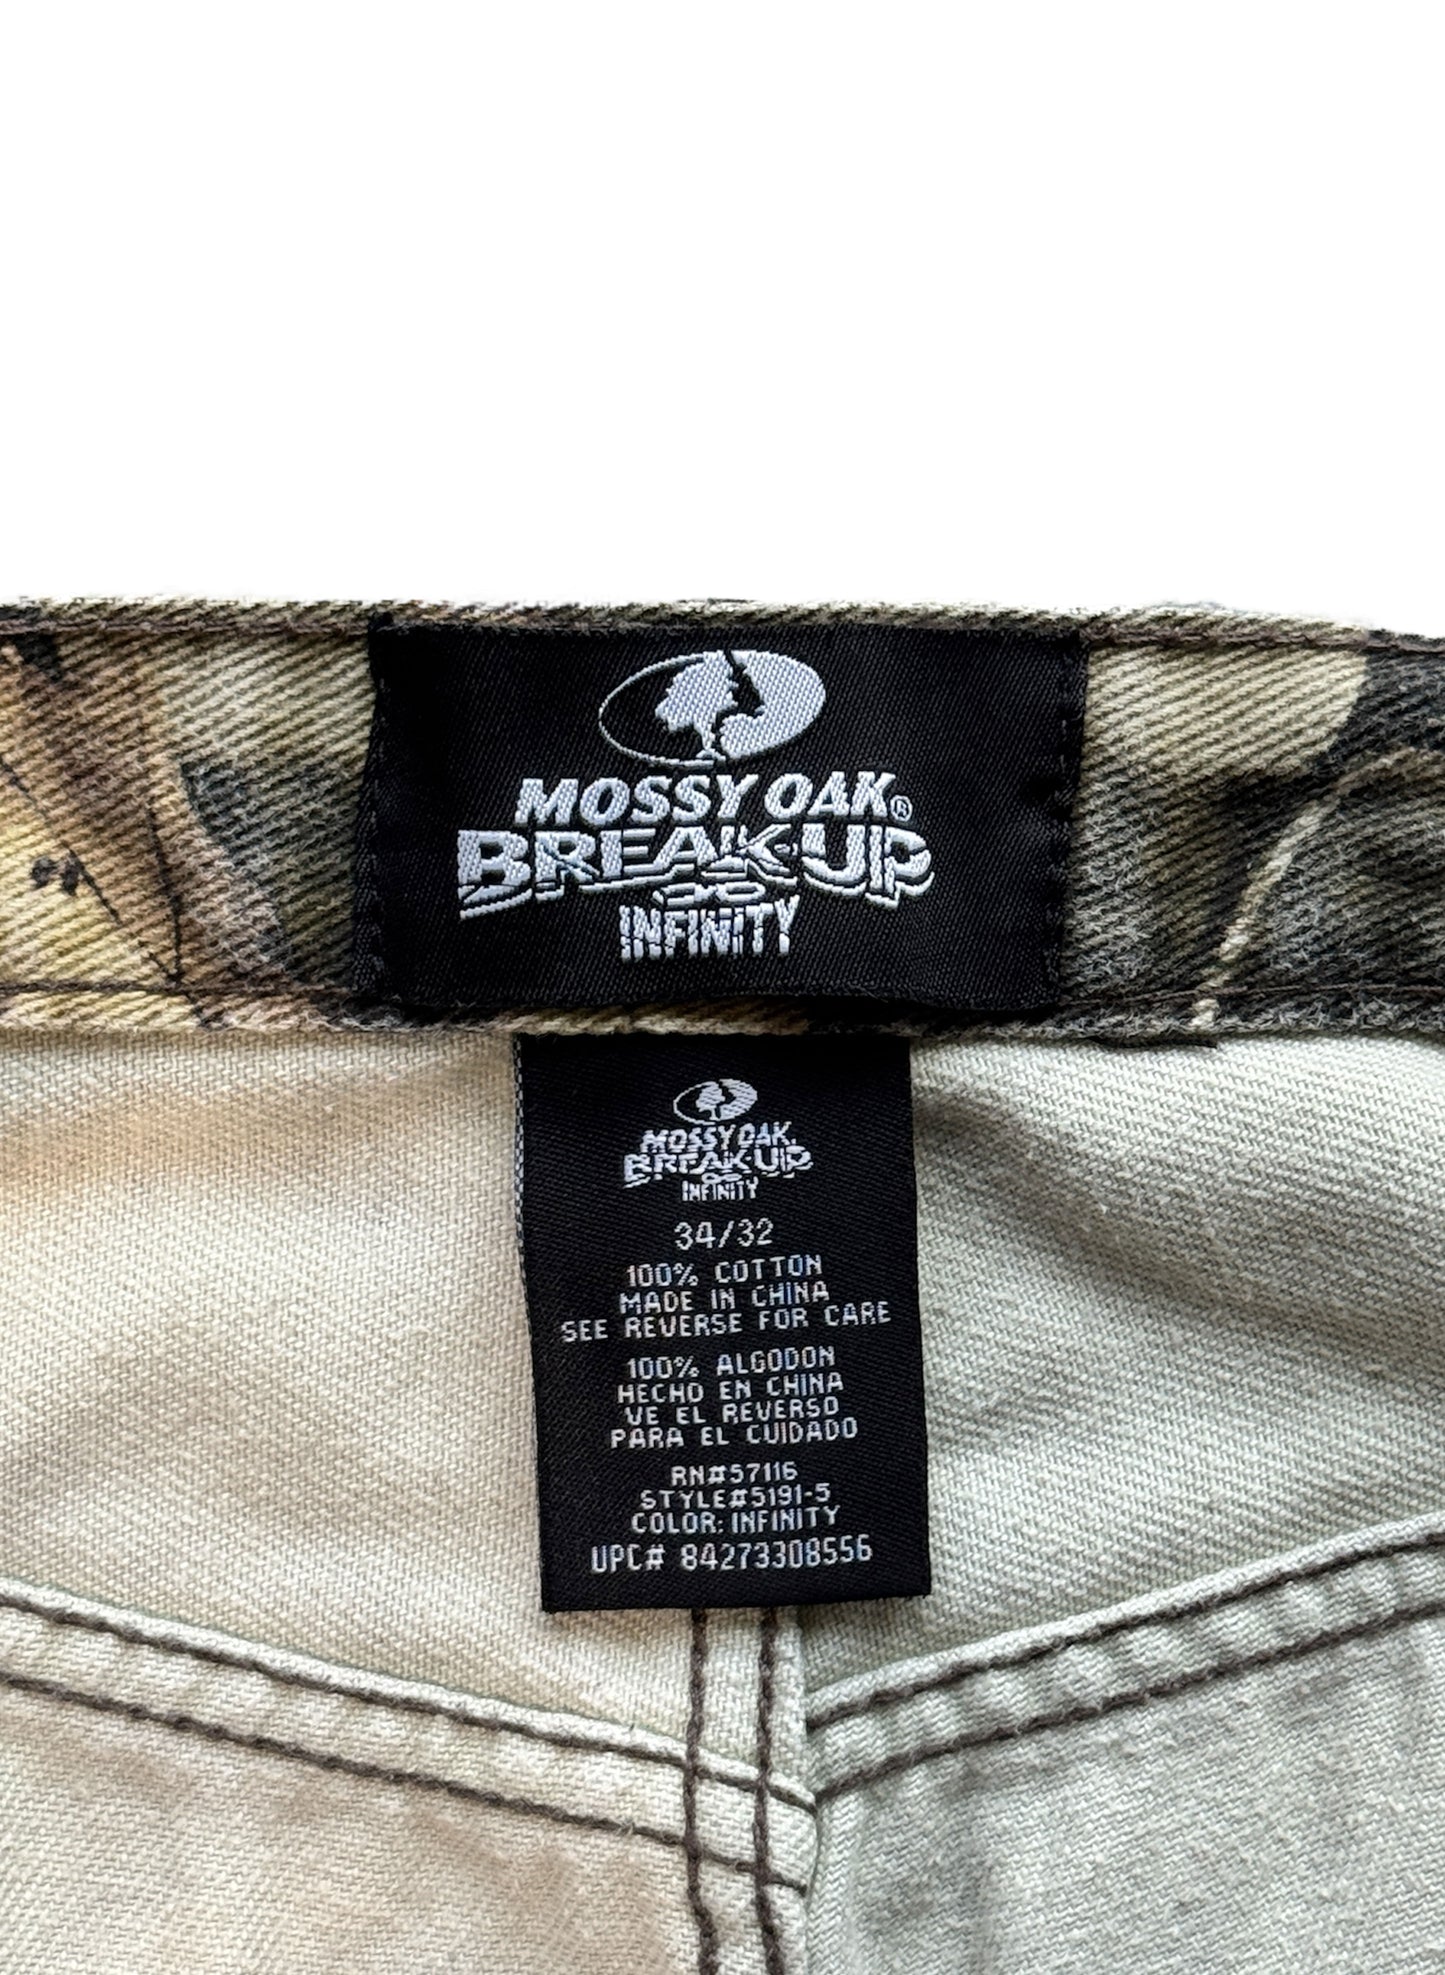 MOSSY OAK®
BREAK-UP
INFINITY
MOSSY OAK.
BREAK-UP
INFINITY
34/32
100% COTTON
MADE IN CHINA
SEE REVERSE FOR CARE
100% ALGODON
HECHO EN CHINA
VE EL REVERSO
PARA EL CUIDADO
RN#57116
STYLE#5191-5
COLOR: INFINITY
UPC# 84273308556